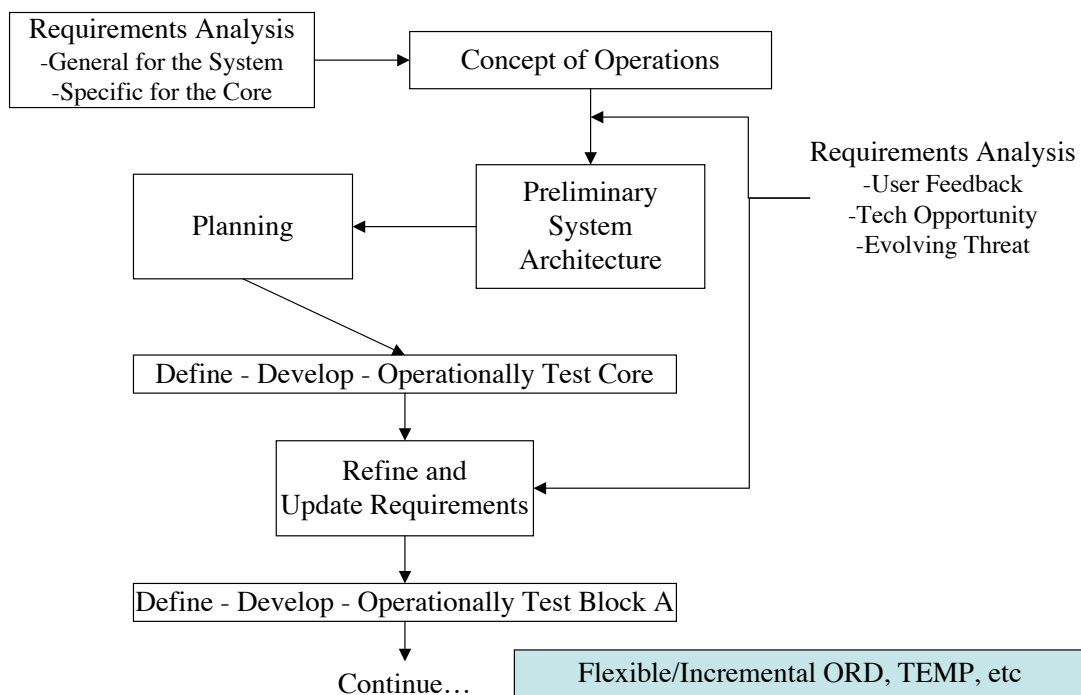 Requirements Analysis
-General for the System
-Specific for the Core
Concept of Operations
Requirements Analysis
-User Feedback
-Tech Opportunity
-Evolving Threat
Preliminary
System
Architecture
Planning
Define - Develop - Operationally Test Core
Refine and
Update Requirements
Define - Develop - Operationally Test Block A
Continue…
Flexible/Incremental ORD, TEMP, etc